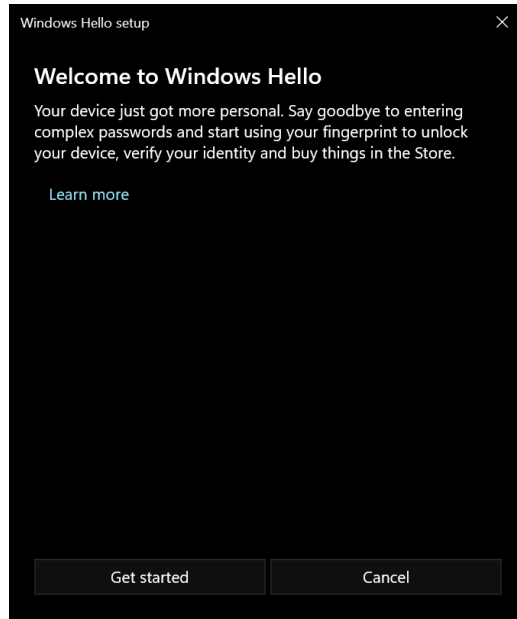 Windows Hello setup
Welcome to Windows Hello
Your device just got more personal. Say goodbye to entering
complex passwords and start using your fingerprint to unlock
your device, verify your identity and buy things in the Store.
Learn more
Get started
Cancel